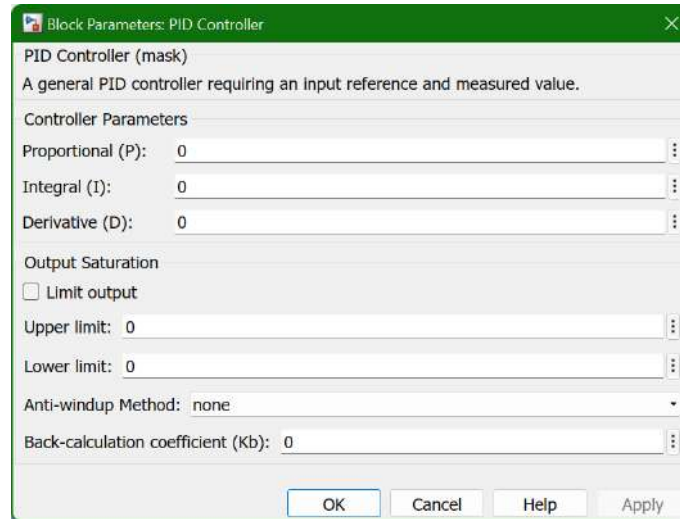 Block Parameters: PID Controller
PID Controller (mask)
A general PID controller requiring an input reference and measured value.
Controller Parameters
Proportional (P): 0
Integral (I): 0
Derivative (D): 0
Output Saturation
Limit output
Upper limit: 0
Lower limit: 0
Anti-windup Method: none
Back-calculation coefficient (Kb): 0
OK Cancel Help Apply